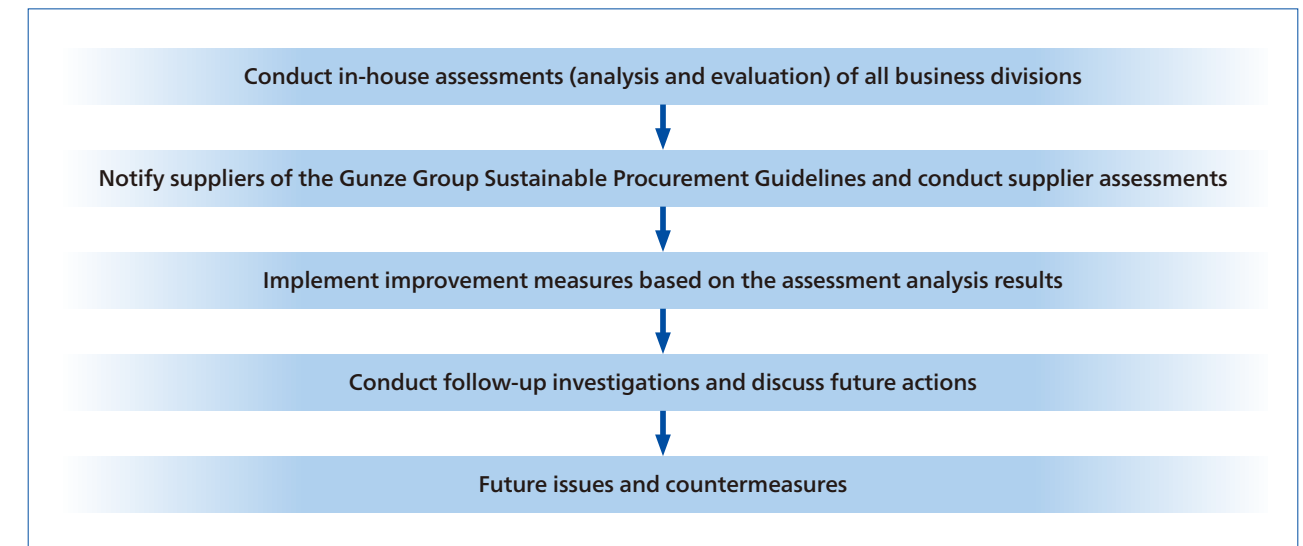 Conduct in-house assessments (analysis and evaluation) of all business divisions
Notify suppliers of the Gunze Group Sustainable Procurement Guidelines and conduct supplier assessments
Implement improvement measures based on the assessment analysis results
Conduct follow-up investigations and discuss future actions
Future issues and countermeasures